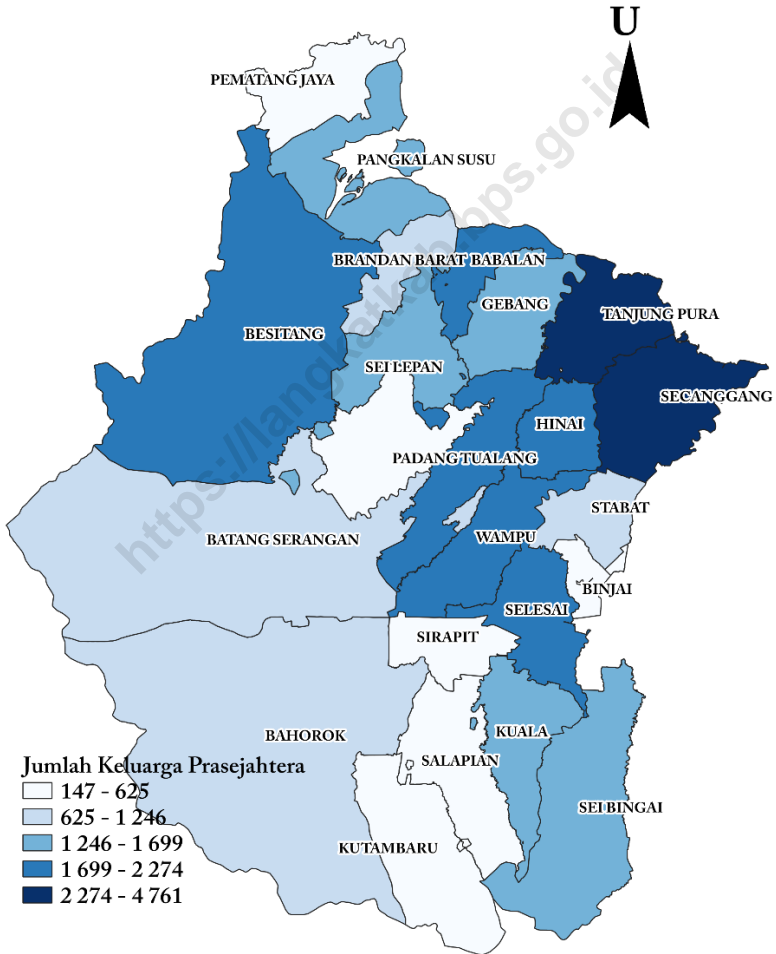 U
PEMATANG JAYA
PANGKALAN SUSU
BRANDAN BARAT
BABALAN
GEBANG
TANJUNG PURA
BESITANG
SEI LEPAN
SECANGGANG
HINAI
PADANG TUALANG
STABAT
WAMPU
BATANG SERANGAN
BINJAI
SELESAI
SIRAPIT
KUALA
BAHOROK
SALAPIAN
SEI BINGAI
KUTAMBARU
Jumlah Keluarga Prasejahtera
147 - 625
625 - 1 246
1 246 - 1 699
1 699 - 2 274
2 274 - 4 761
https://langkatkab.bps.go.id